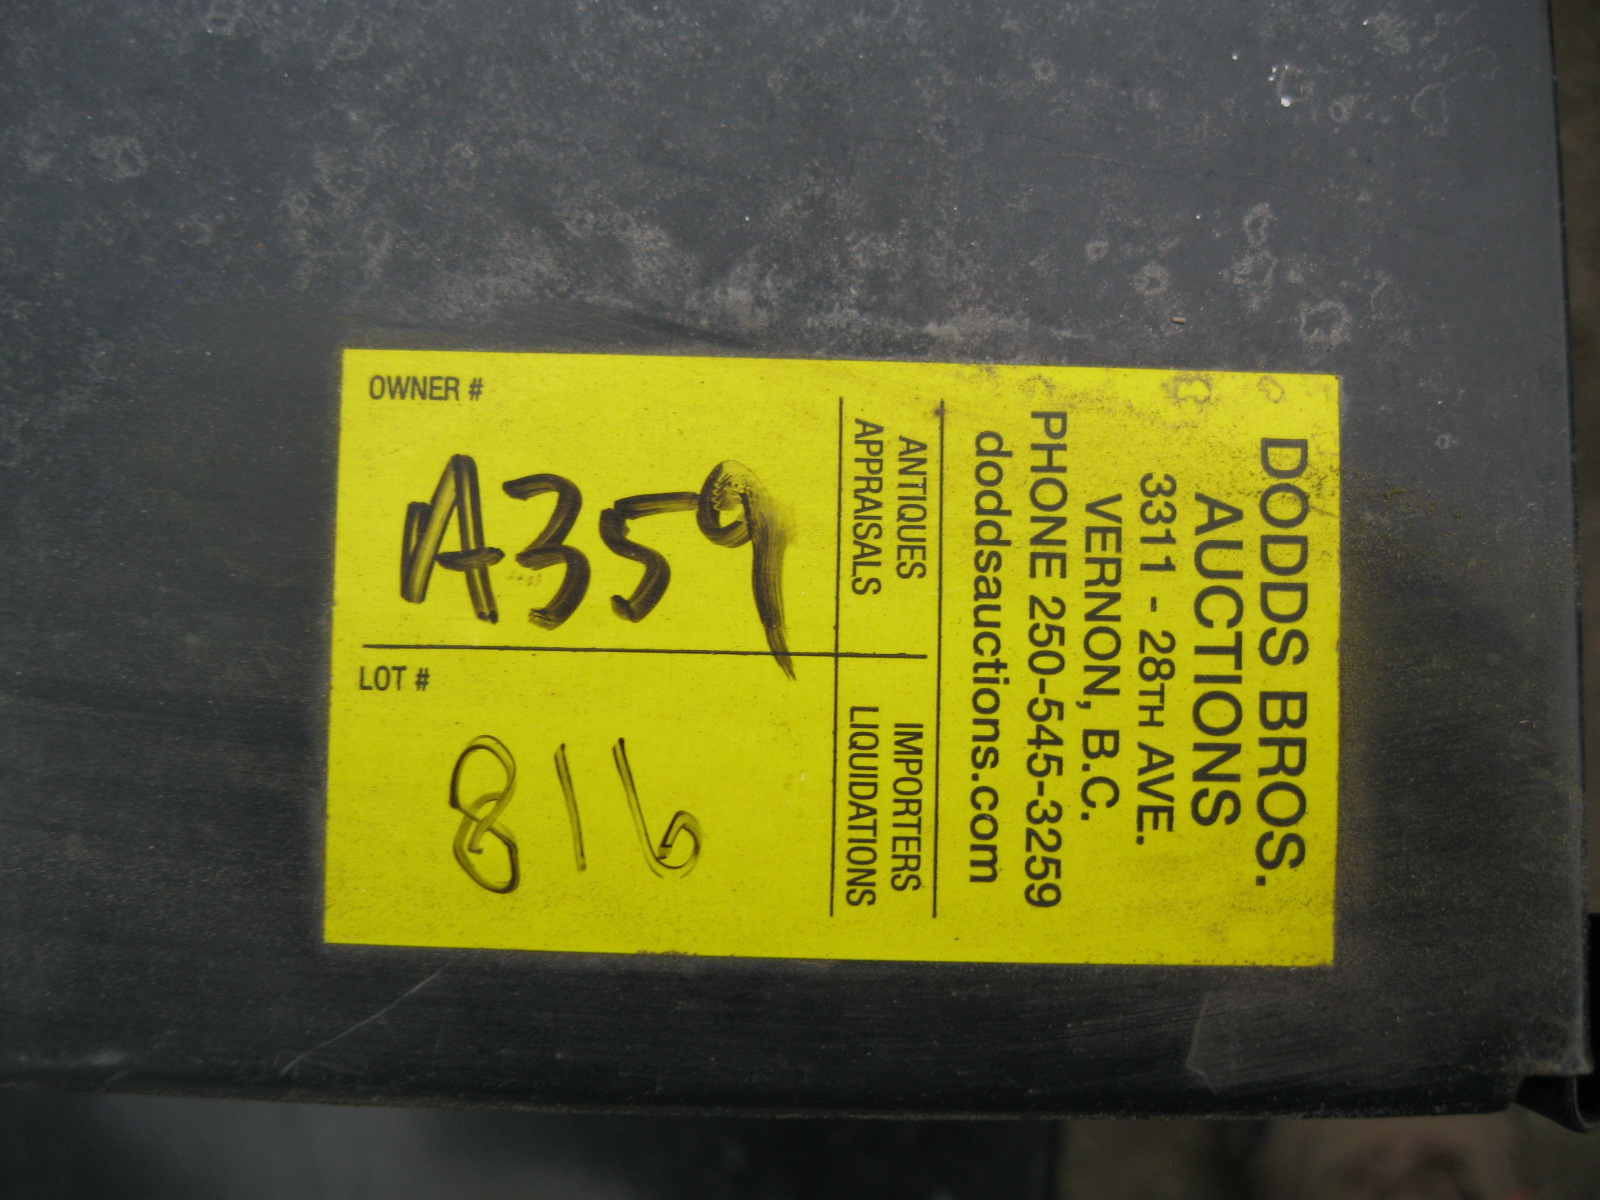 DODDS BROS.
AUCTIONS
3311 - 28TH AVE.
VERNON, B.C.
PHONE 250-545-3259
doddsauctions.com
ANTIQUES
APPRAISALS
IMPORTERS
LIQUIDATIONS
OWNER #
A359
LOT #
816